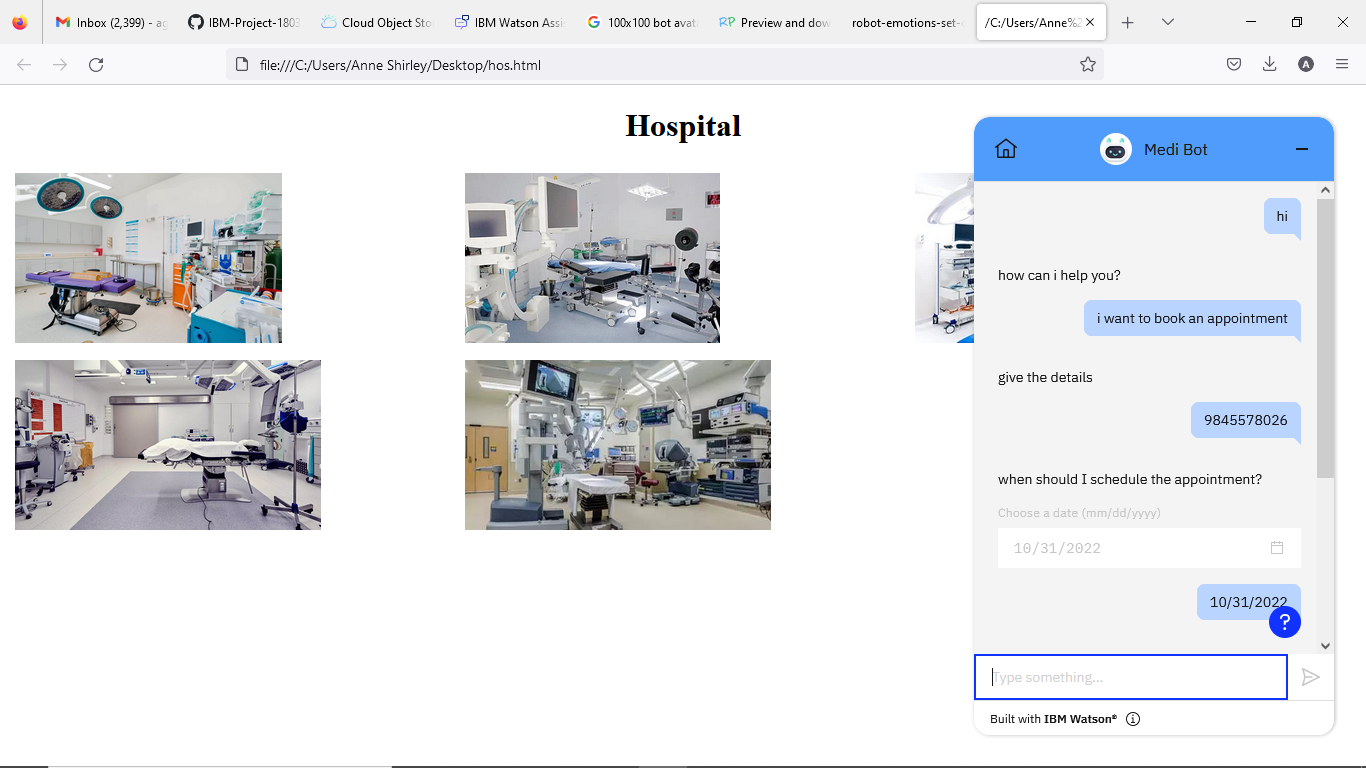 Inbox (2,399) - ag
IBM-Project-1803
Cloud Object Sto
IBM Watson Assi
100x100 bot avat
RP Preview and dow
robot-emotions-set-
/C:/Users/Anne%2
file:///C:/Users/Anne Shirley/Desktop/hos.html
A
Hospital
Medi Bot
hi
how can i help you?
i want to book an appointment
give the details
9845578026
when should I schedule the appointment?
Choose a date (mm/dd/yyyy)
10/31/2022
10/31/2022
?
Type something...
Built with IBM Watson®